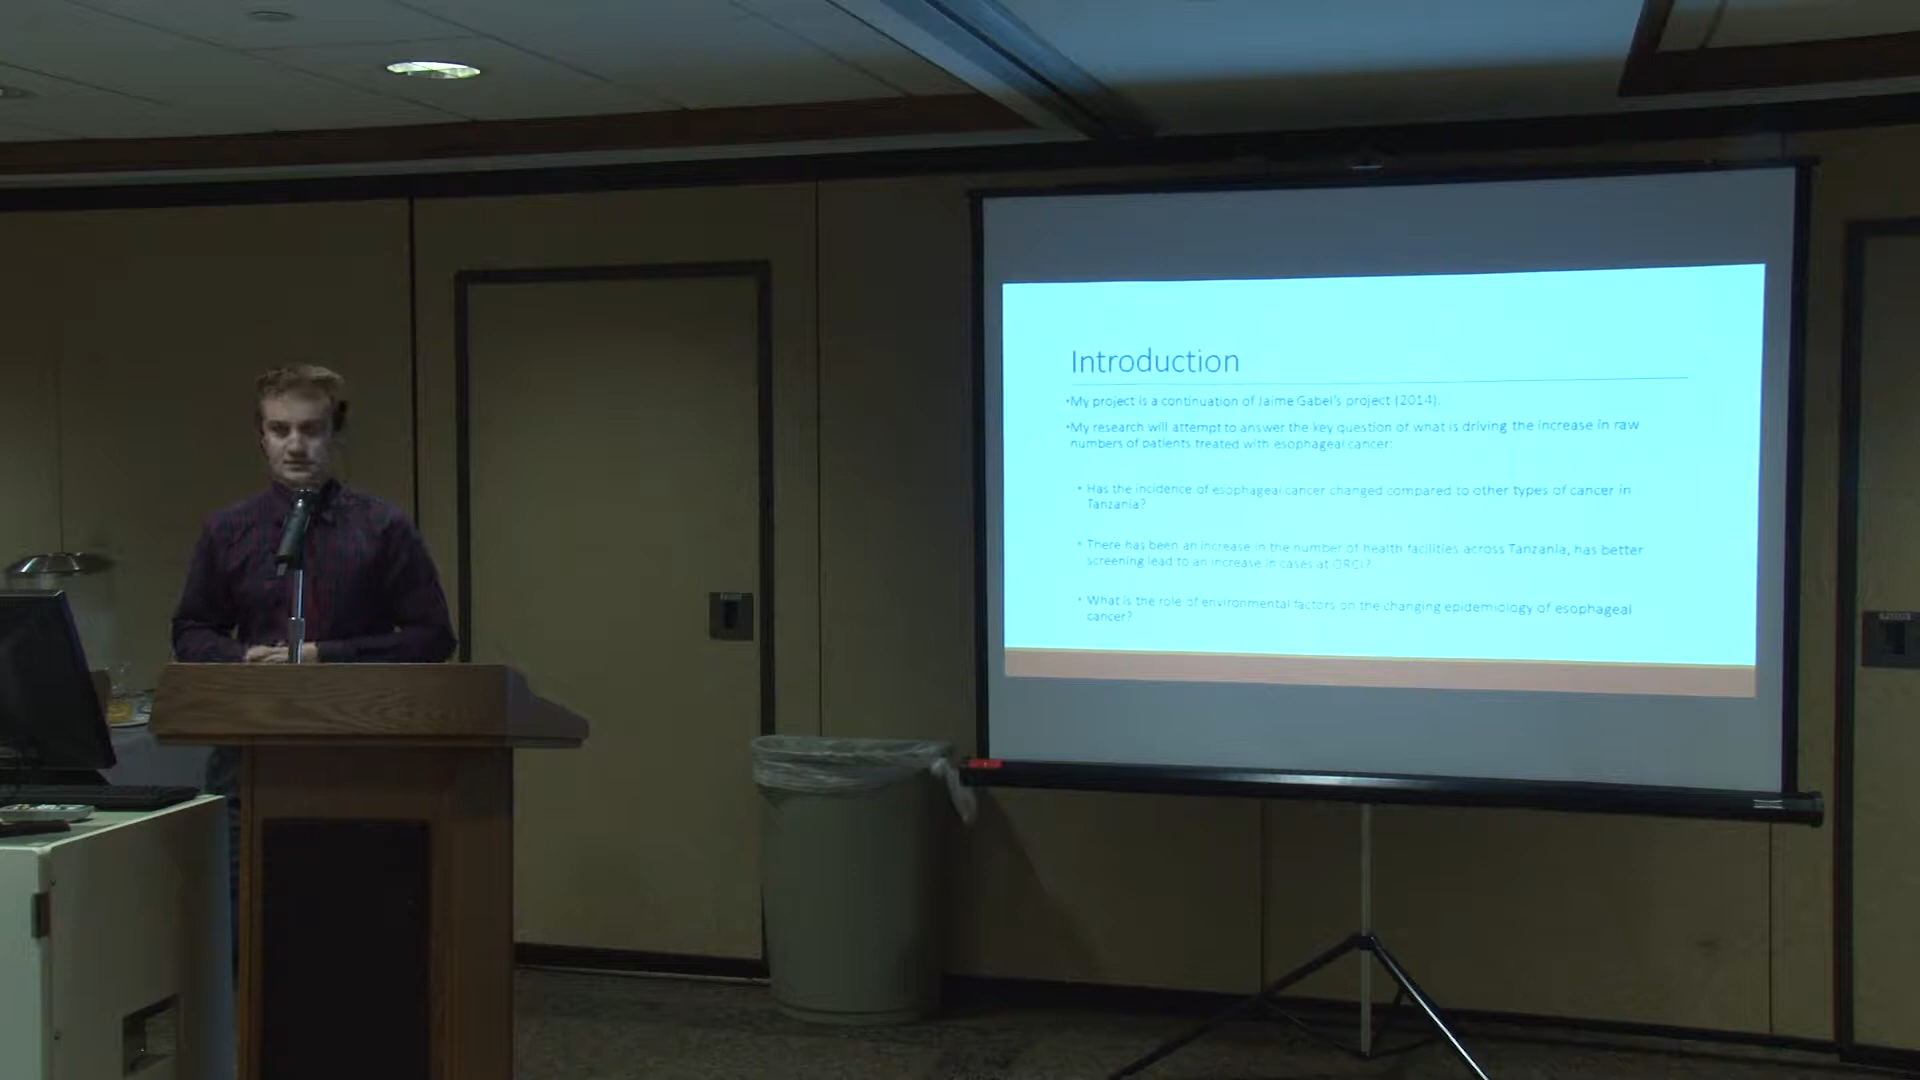 Introduction
•My project is a continuation of Jaime Gabel's project (2014).
•My research will attempt to answer the key question of what is driving the increase in raw
numbers of patients treated with esophageal cancer:
• Has the incidence of esophageal cancer changed compared to other types of cancer in
Tanzania?
• There has been an increase in the number of health facilities across Tanzania, has better
screening lead to an increase in cases at ORCI?
• What is the role of environmental factors on the changing epidemiology of esophageal
cancer?